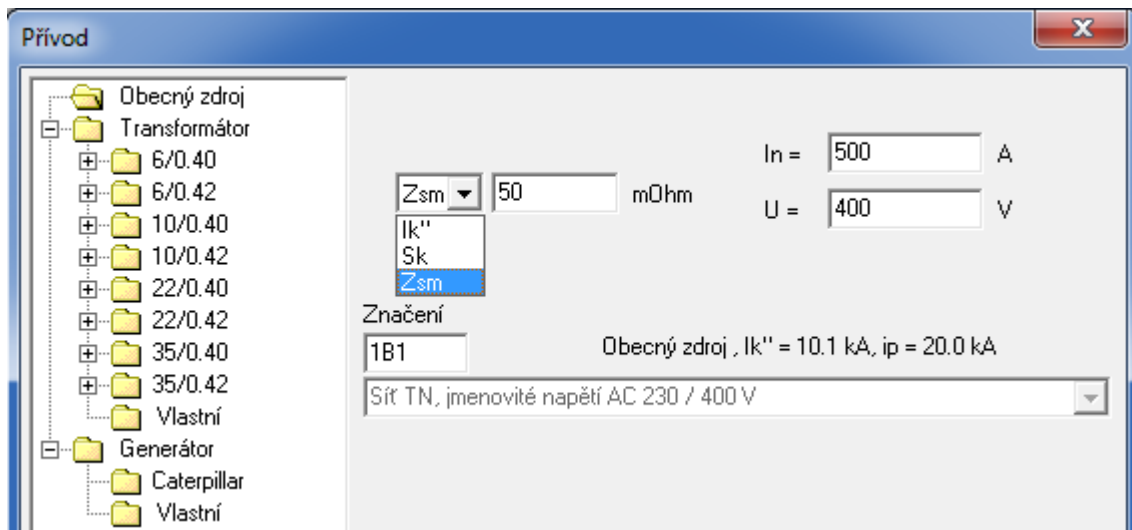 Přívod
Obecný zdroj
Transformátor
6/0.40
6/0.42
10/0.40
10/0.42
22/0.40
22/0.42
35/0.40
35/0.42
Vlastní
Generátor
Caterpillar
Vlastní
In = 500 A
Zsm 50 mOhm
U = 400 V
Ik''
Sk
Zsm
Značení
1B1
Obecný zdroj , Ik'' = 10.1 kA, ip = 20.0 kA
Síť TN, jmenovité napětí AC 230 / 400 V